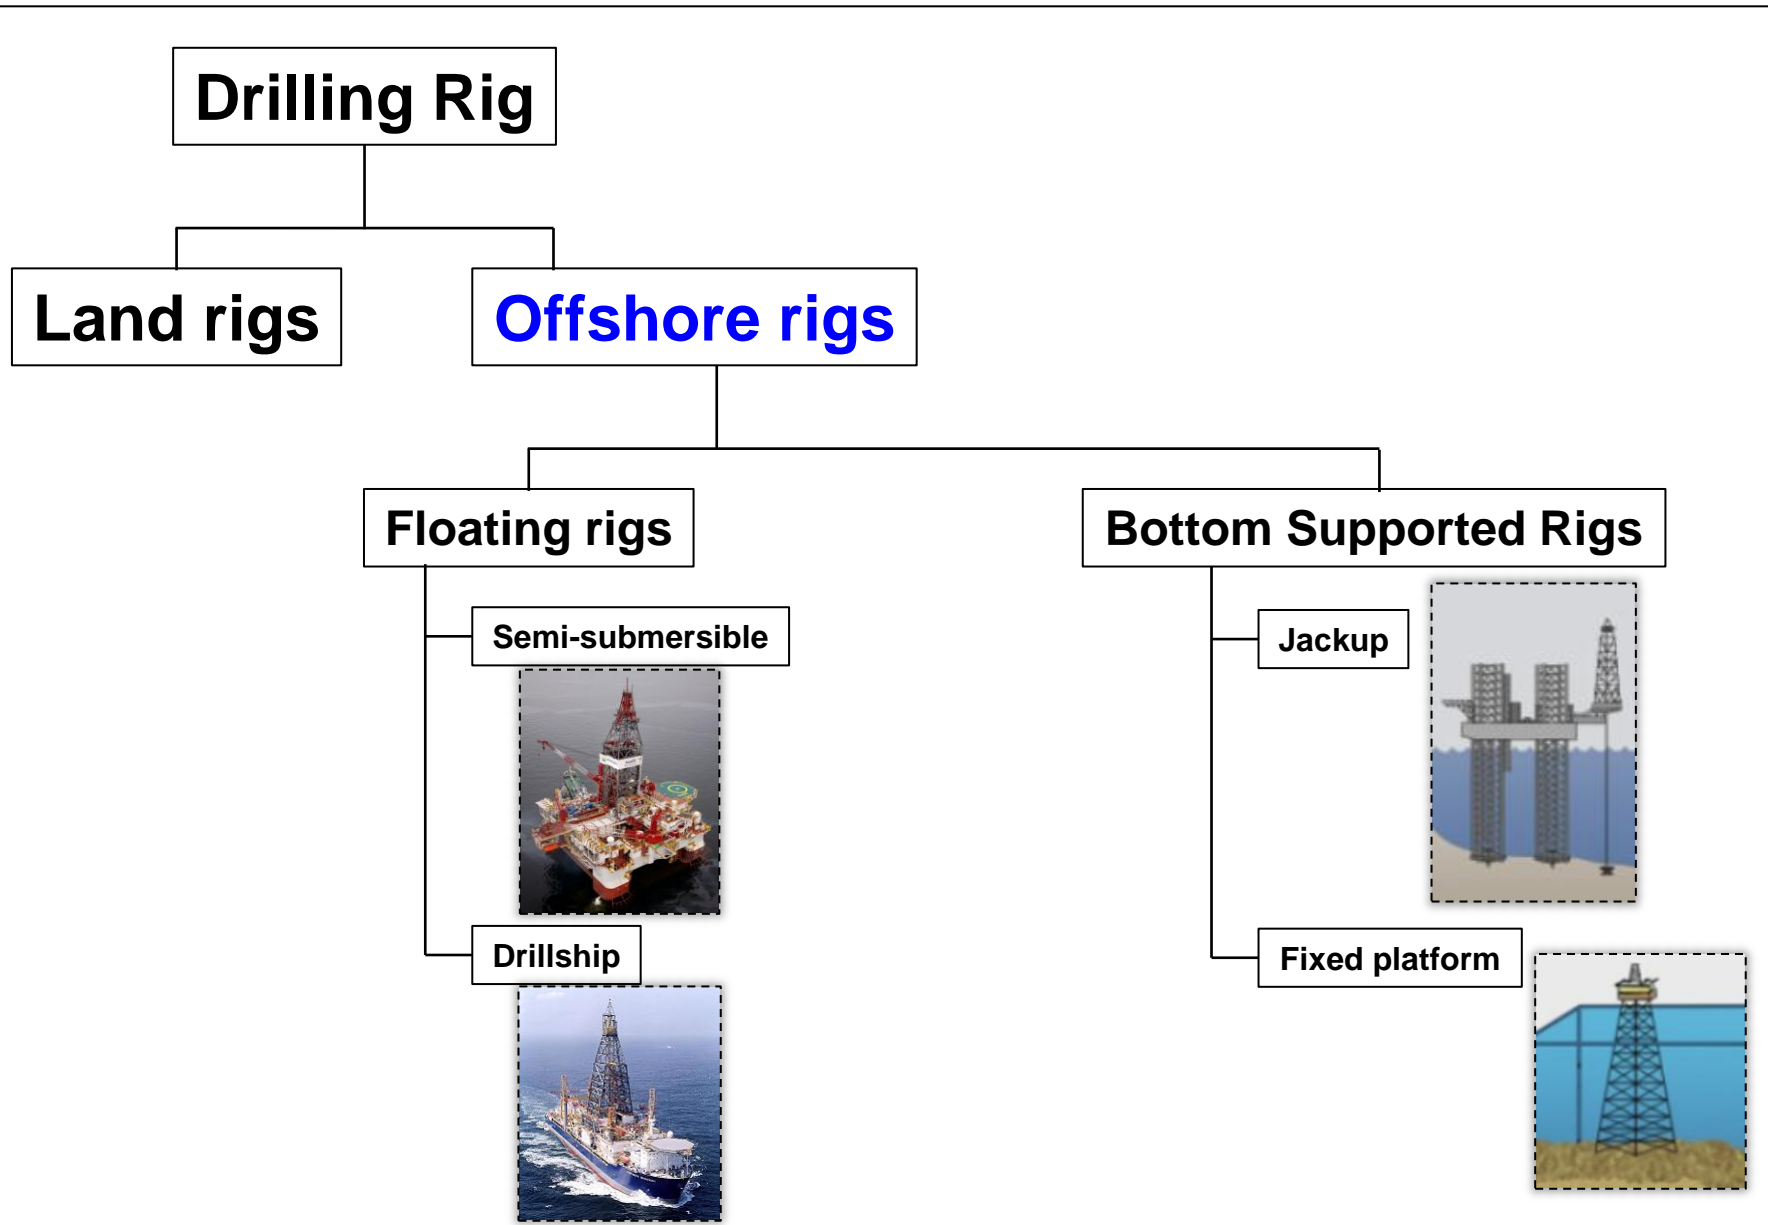 Drilling Rig
Land rigs
Offshore rigs
Floating rigs
Bottom Supported Rigs
Semi-submersible
Jackup
Drillship
Fixed platform